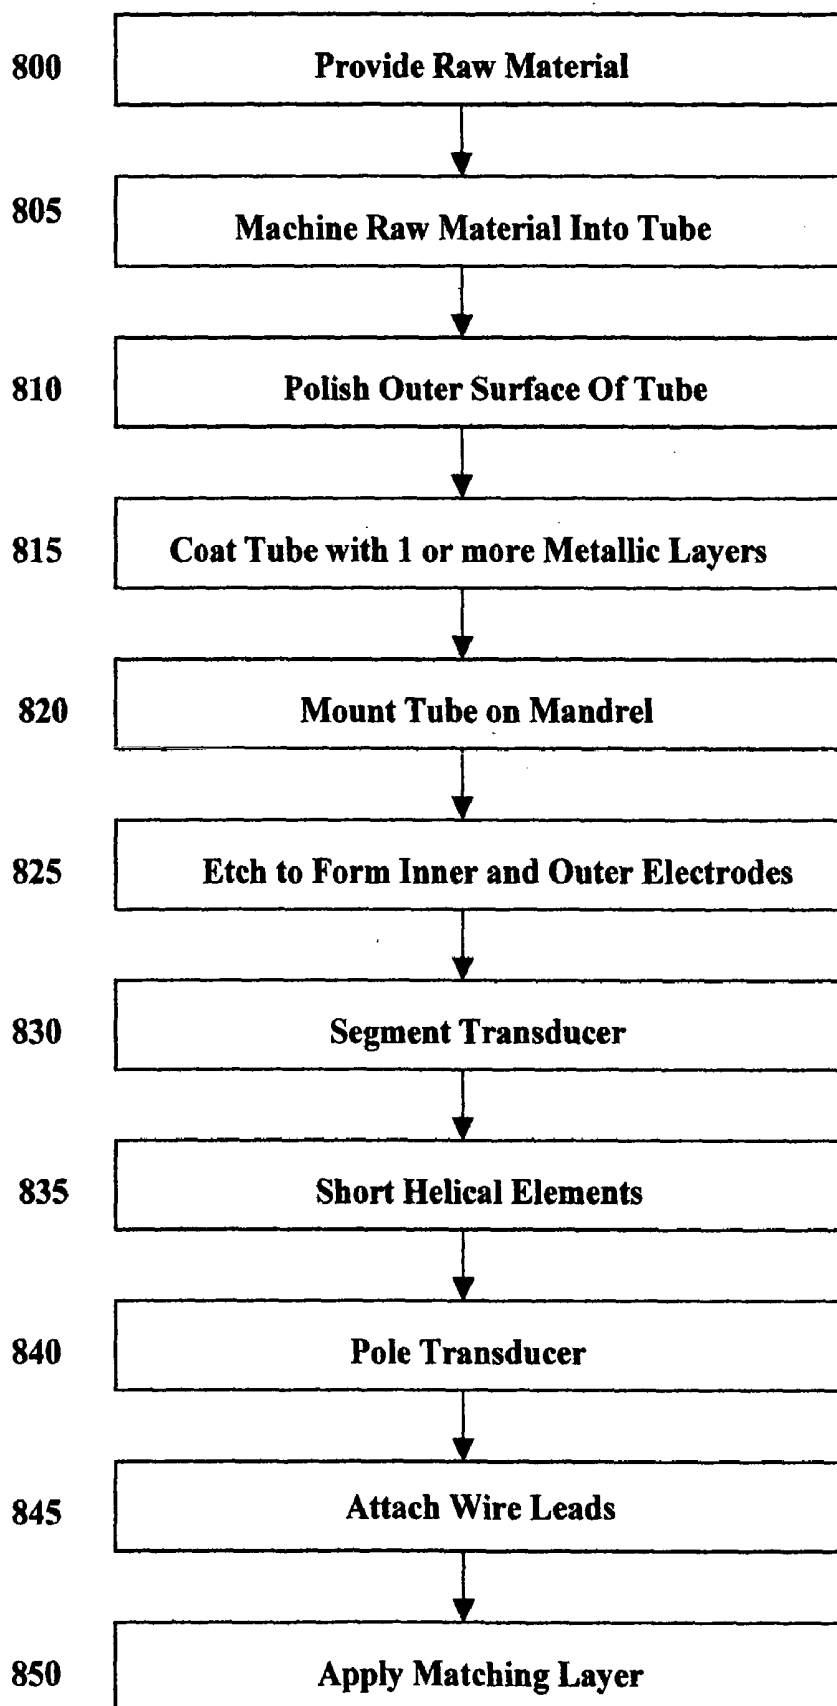 800 Provide Raw Material
805 Machine Raw Material Into Tube
810 Polish Outer Surface Of Tube
815 Coat Tube with 1 or more Metallic Layers
820 Mount Tube on Mandrel
825 Etch to Form Inner and Outer Electrodes
830 Segment Transducer
835 Short Helical Elements
840 Pole Transducer
845 Attach Wire Leads
850 Apply Matching Layer